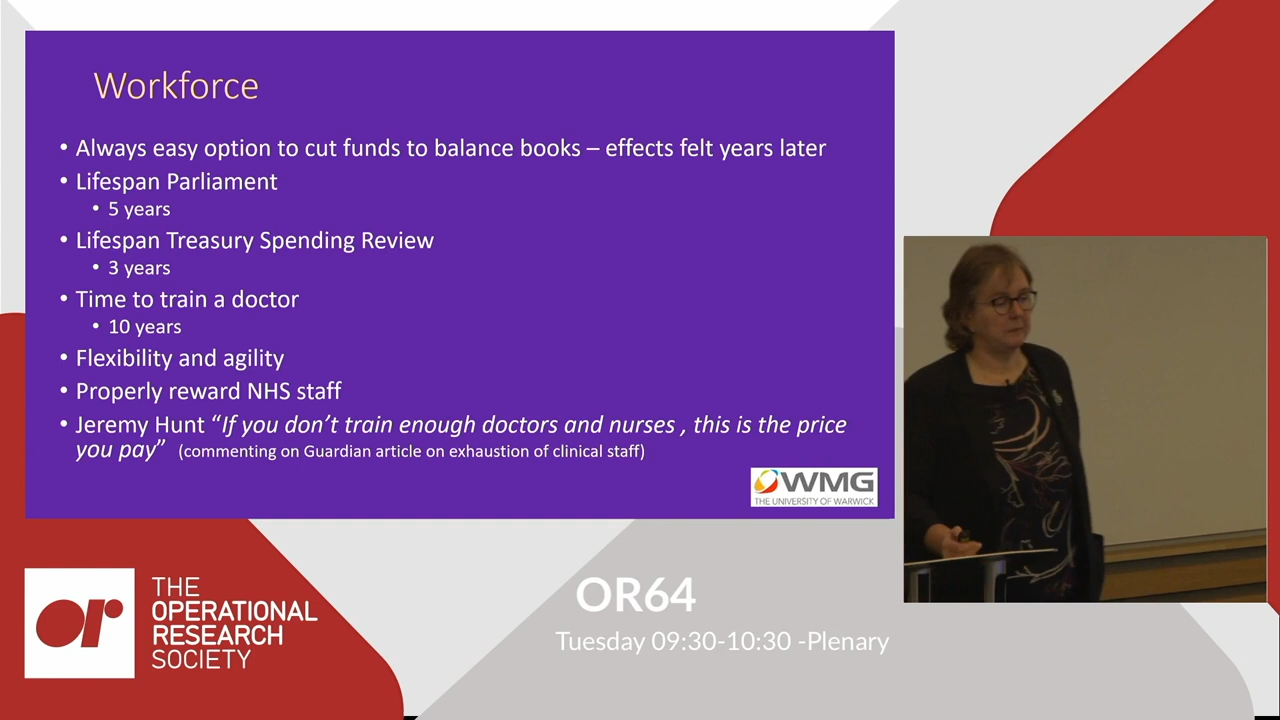 Workforce
• Always easy option to cut funds to balance books – effects felt years later
• Lifespan Parliament
• 5 years
• Lifespan Treasury Spending Review
• 3 years
• Time to train a doctor
• 10 years
• Flexibility and agility
• Properly reward NHS staff
• Jeremy Hunt “If you don’t train enough doctors and nurses , this is the price
you pay” (commenting on Guardian article on exhaustion of clinical staff)
WMG
THE UNIVERSITY OF WARWICK
or
THE
OPERATIONAL
RESEARCH
SOCIETY
OR64
Tuesday 09:30-10:30 -Plenary